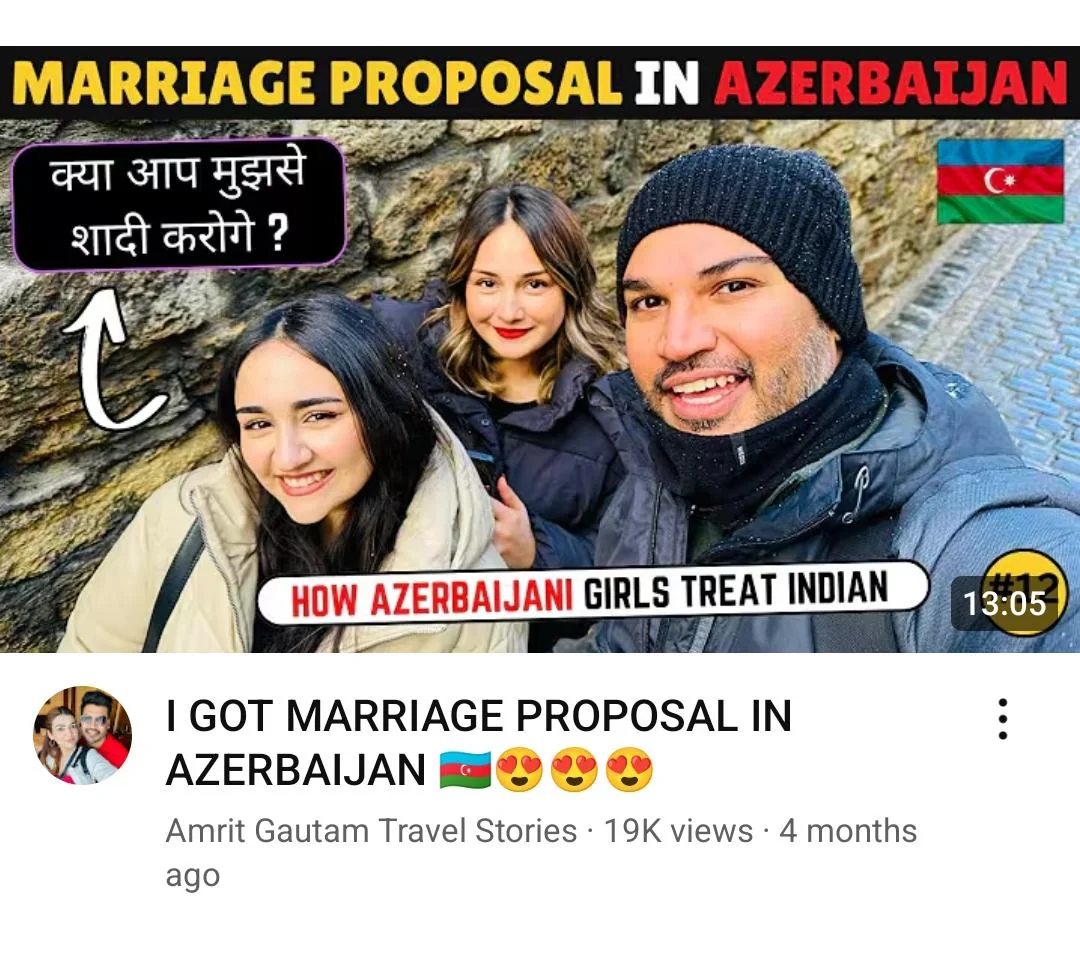 MARRIAGE PROPOSAL IN AZERBAIJAN
क्या आप मुझसे
शादी करोगे ?
HOW AZERBAIJANI GIRLS TREAT INDIAN
#12
13:05
I GOT MARRIAGE PROPOSAL IN
AZERBAIJAN 🇦🇿😍😍😍
Amrit Gautam Travel Stories · 19K views · 4 months
ago